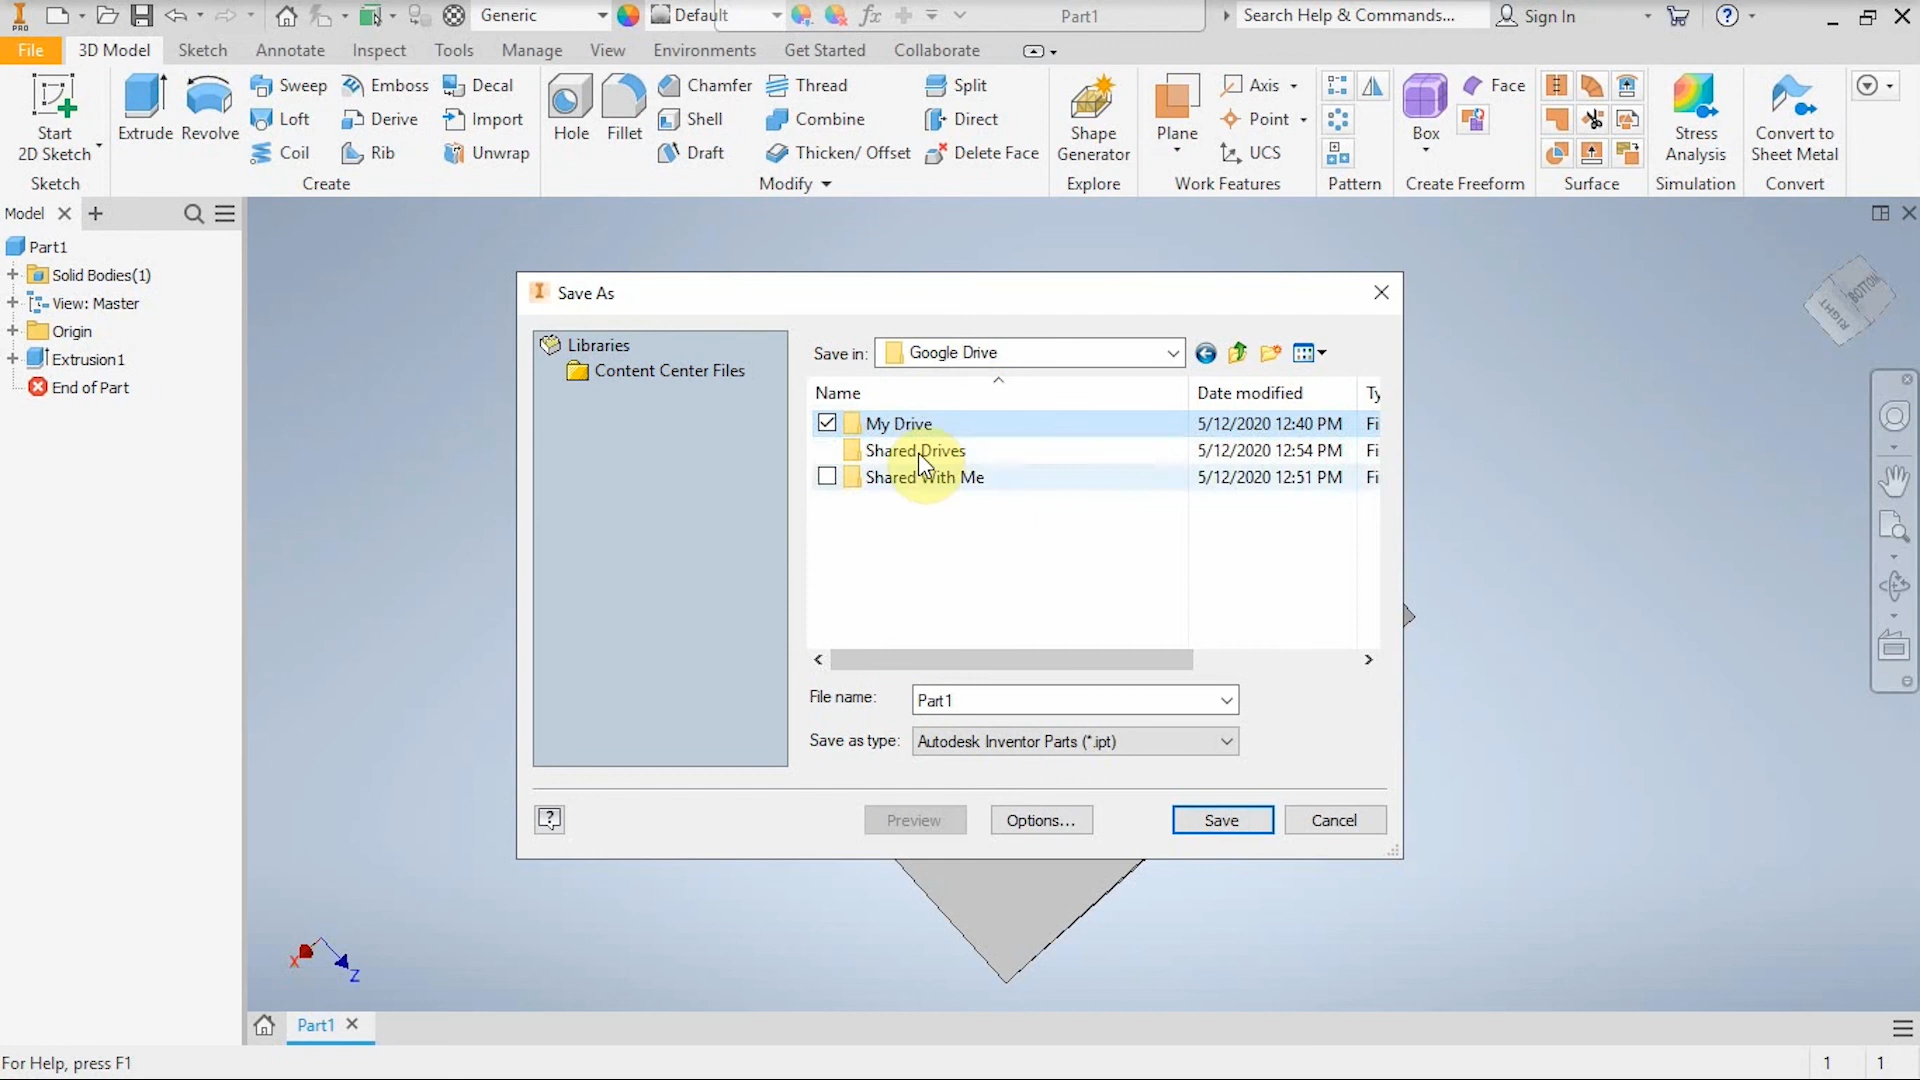 PRO
Generic
Default
fx
Part1
Search Help & Commands...
Sign In
?
File
3D Model
Sketch
Annotate
Inspect
Tools
Manage
View
Environments
Get Started
Collaborate
Start
2D Sketch
Extrude
Revolve
Sweep
Loft
Coil
Emboss
Derive
Rib
Decal
Import
Unwrap
Hole
Fillet
Chamfer
Shell
Draft
Thread
Combine
Thicken/ Offset
Split
Direct
Delete Face
Shape
Generator
Plane
Axis
Point
UCS
Box
Face
Stress
Analysis
Convert to
Sheet Metal
Sketch
Create
Modify
Explore
Work Features
Pattern
Create Freeform
Surface
Simulation
Convert
Model
Part1
Solid Bodies(1)
View: Master
Origin
Extrusion1
End of Part
RIGHT
BOTTOM
I Save As
Libraries
Content Center Files
Save in:
Google Drive
Name
Date modified
Ty
My Drive
5/12/2020 12:40 PM
Fi
Shared Drives
5/12/2020 12:54 PM
Fi
Shared With Me
5/12/2020 12:51 PM
Fi
File name:
Part1
Save as type:
Autodesk Inventor Parts (*.ipt)
?
Preview
Options...
Save
Cancel
X
Z
Part1
For Help, press F1
1
1